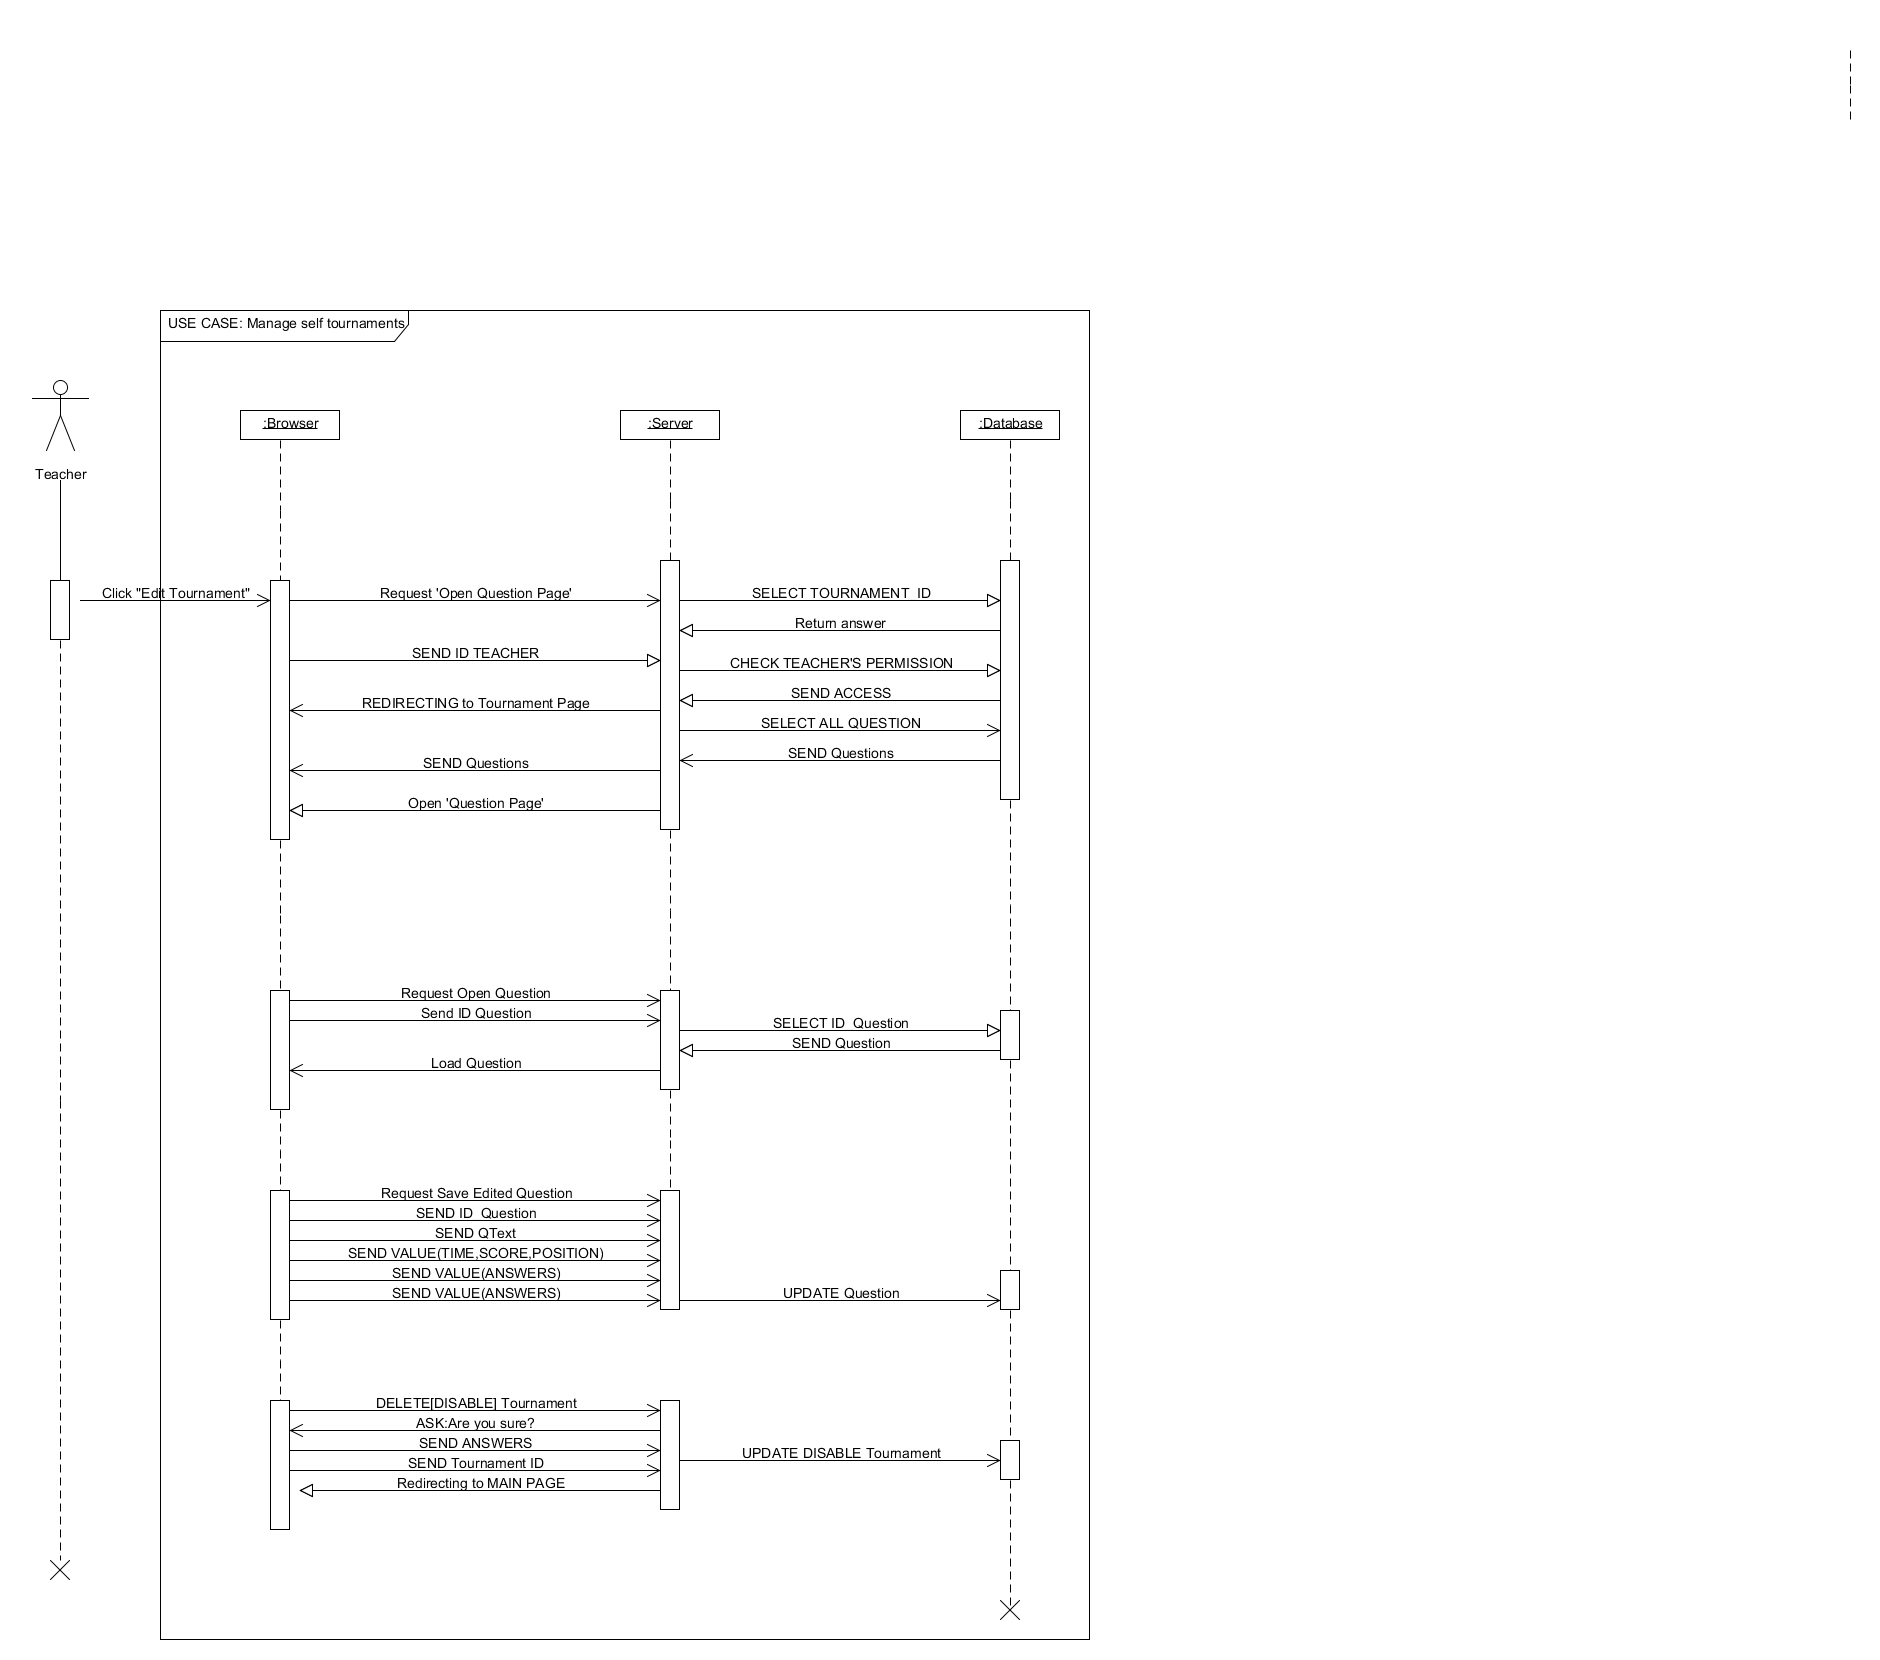 USE CASE: Manage self tournaments
:Browser
:Server
:Database
Teacher
Click "Edit Tournament"
Request 'Open Question Page'
SELECT TOURNAMENT  ID
Return answer
SEND ID TEACHER
CHECK TEACHER'S PERMISSION
SEND ACCESS
REDIRECTING to Tournament Page
SELECT ALL QUESTION
SEND Questions
SEND Questions
Open 'Question Page'
Request Open Question
Send ID Question
SELECT ID  Question
SEND Question
Load Question
Request Save Edited Question
SEND ID  Question
SEND QText
SEND VALUE(TIME,SCORE,POSITION)
SEND VALUE(ANSWERS)
SEND VALUE(ANSWERS)
UPDATE Question
DELETE[DISABLE] Tournament
ASK:Are you sure?
SEND ANSWERS
UPDATE DISABLE Tournament
SEND Tournament ID
Redirecting to MAIN PAGE